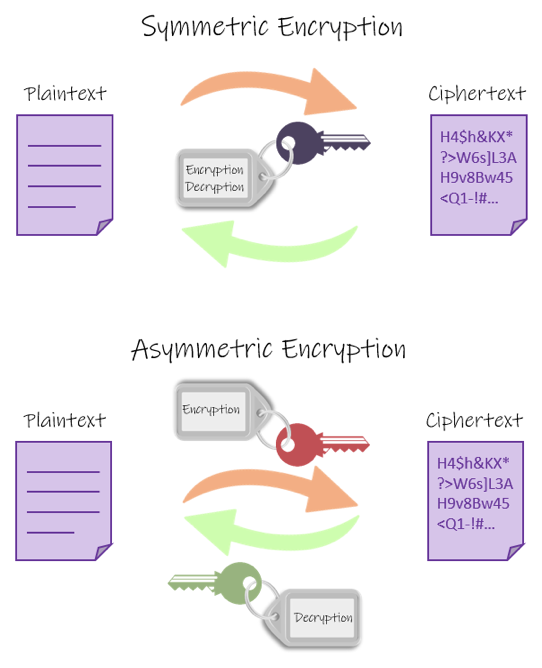 Symmetric Encryption
Plaintext
Ciphertext
Encryption
Decryption
H4$h&KX*
?>W6s]L3A
H9v8Bw45
<Q1-!#...
Asymmetric Encryption
Plaintext
Encryption
Ciphertext
H4$h&KX*
?>W6s]L3A
H9v8Bw45
<Q1-!#...
Decryption